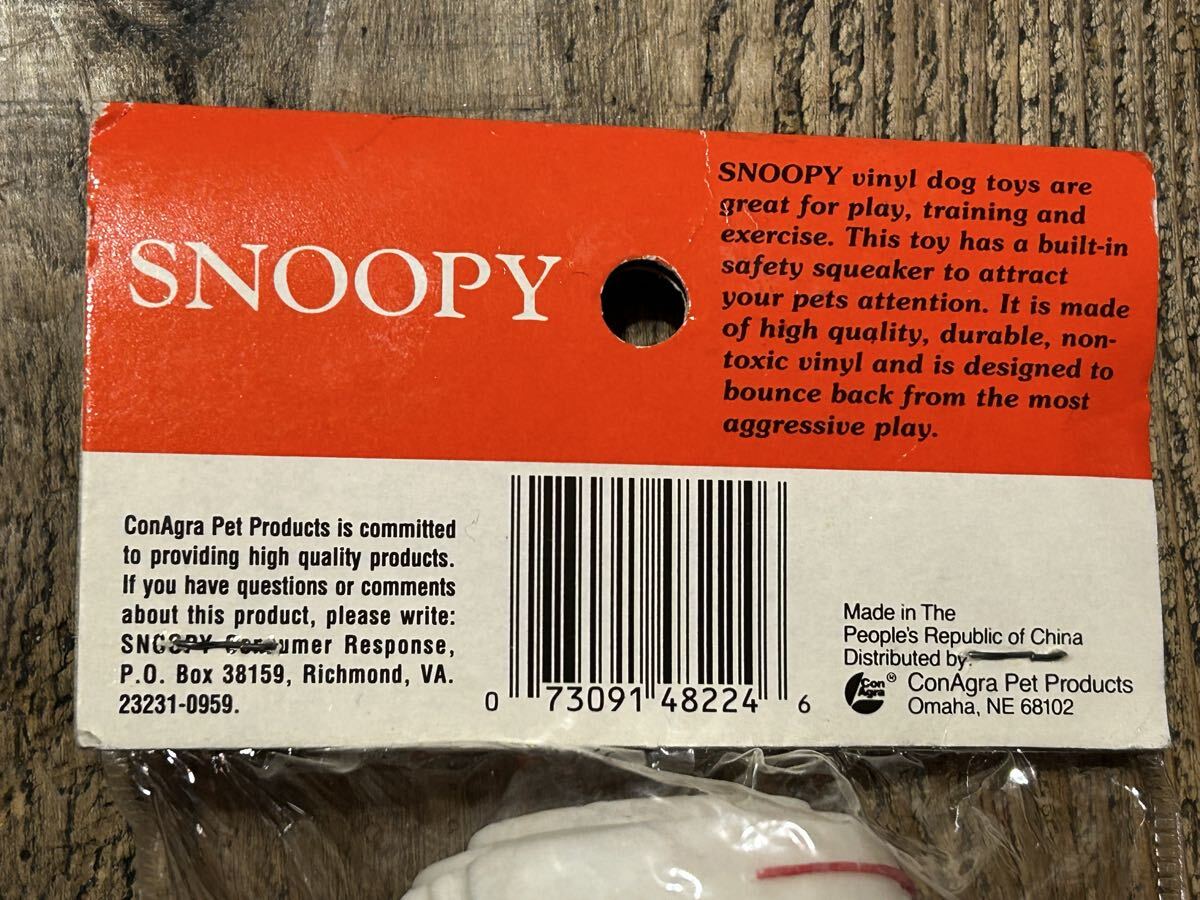 SNOOPY
SNOOPY vinyl dog toys are
great for play, training and
exercise. This toy has a built-in
safety squeaker to attract
your pets attention. It is made
of high quality, durable, non-
toxic vinyl and is designed to
bounce back from the most
aggressive play.
ConAgra Pet Products is committed
to providing high quality products.
If you have questions or comments
about this product, please write:
SNOOPY Consumer Response,
P.O. Box 38159, Richmond, VA.
23231-0959.
0 73091 48224 6
Made in The
People's Republic of China
Distributed by:
Con Agra ® ConAgra Pet Products
Omaha, NE 68102